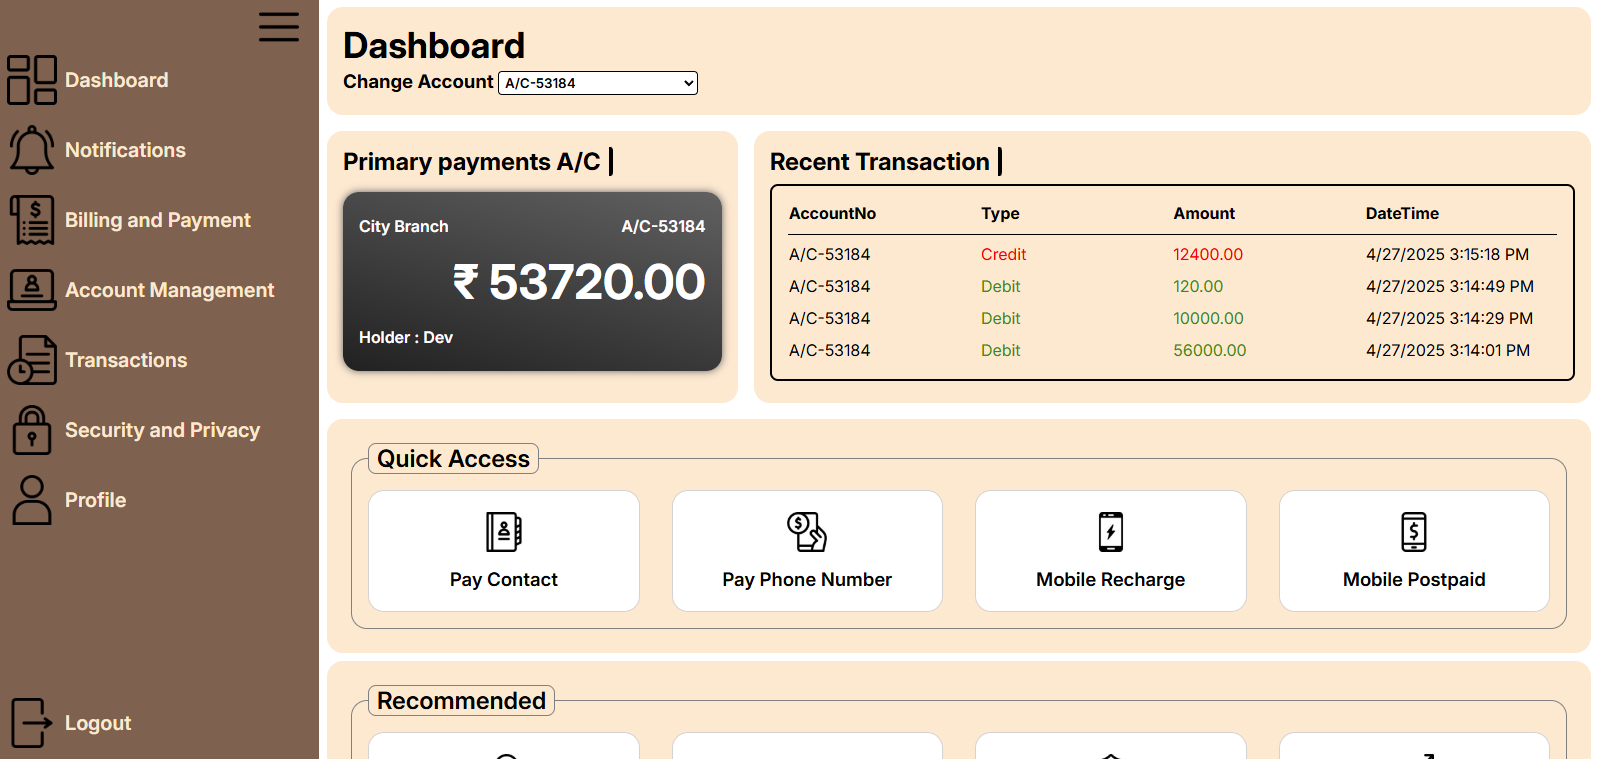 Dashboard
Notifications
Billing and Payment
Account Management
Transactions
Security and Privacy
Profile
Logout
Dashboard
Change Account A/C-53184
Primary payments A/C
City Branch A/C-53184
₹ 53720.00
Holder : Dev
Recent Transaction
AccountNo Type Amount DateTime
A/C-53184 Credit 12400.00 4/27/2025 3:15:18 PM
A/C-53184 Debit 120.00 4/27/2025 3:14:49 PM
A/C-53184 Debit 10000.00 4/27/2025 3:14:29 PM
A/C-53184 Debit 56000.00 4/27/2025 3:14:01 PM
Quick Access
Pay Contact Pay Phone Number Mobile Recharge Mobile Postpaid
Recommended